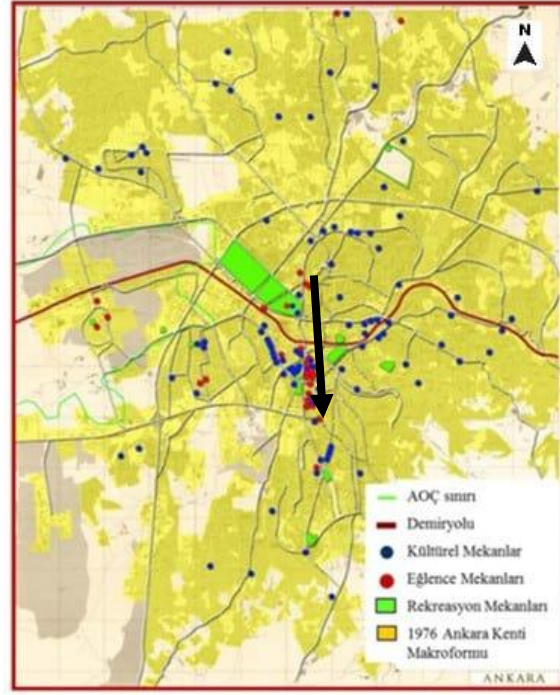 N
AOÇ sınırı
Demiryolu
Kültürel Mekanlar
Eğlence Mekanları
Rekreasyon Mekanları
1976 Ankara Kenti
Makroformu
ANKARA